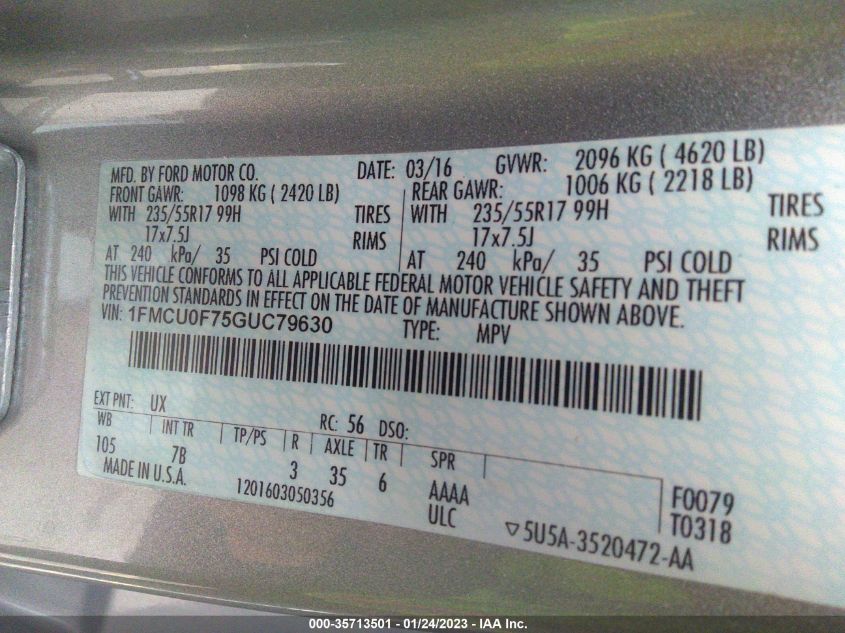 MFD. BY FORD MOTOR CO. DATE: 03/16 GVWR: 2096 KG ( 4620 LB)
FRONT GAWR: 1098 KG ( 2420 LB) REAR GAWR: 1006 KG ( 2218 LB)
WITH 235/55R17 99H TIRES WITH 235/55R17 99H TIRES
17x7.5J RIMS 17x7.5J RIMS
AT 240 kPa/ 35 PSI COLD AT 240 kPa/ 35 PSI COLD
THIS VEHICLE CONFORMS TO ALL APPLICABLE FEDERAL MOTOR VEHICLE SAFETY AND THEFT
PREVENTION STANDARDS IN EFFECT ON THE DATE OF MANUFACTURE SHOWN ABOVE.
VIN: 1FMCU0F75GUC79630 TYPE: MPV
EXT PNT: UX RC: 56 DSO:
WB INT TR TP/PS R AXLE TR SPR
105 7B 3 35 6 AAAA F0079
MADE IN U.S.A. 1201603050356 ULC ▽5U5A-3520472-AA T0318
000-35713501 - 01/24/2023 - IAA Inc.